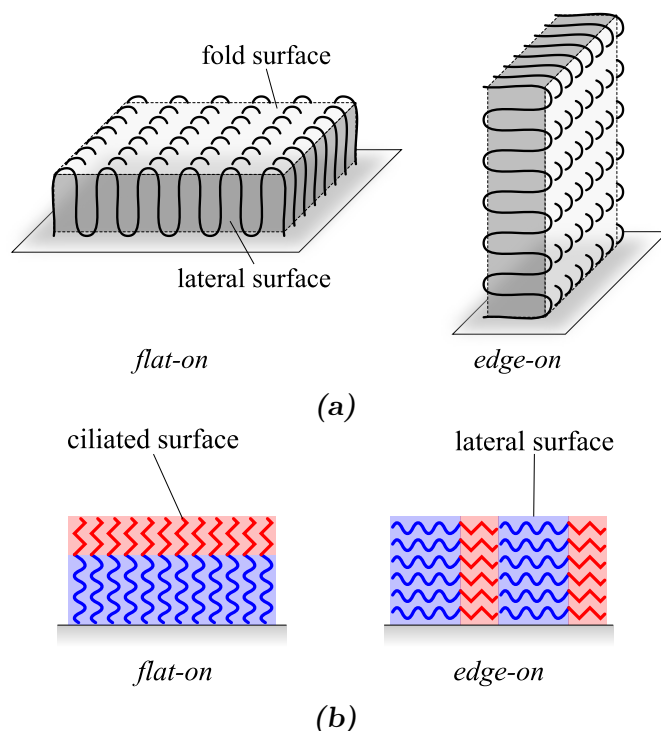 fold surface
lateral surface
flat-on
edge-on
(a)
ciliated surface
lateral surface
flat-on
edge-on
(b)